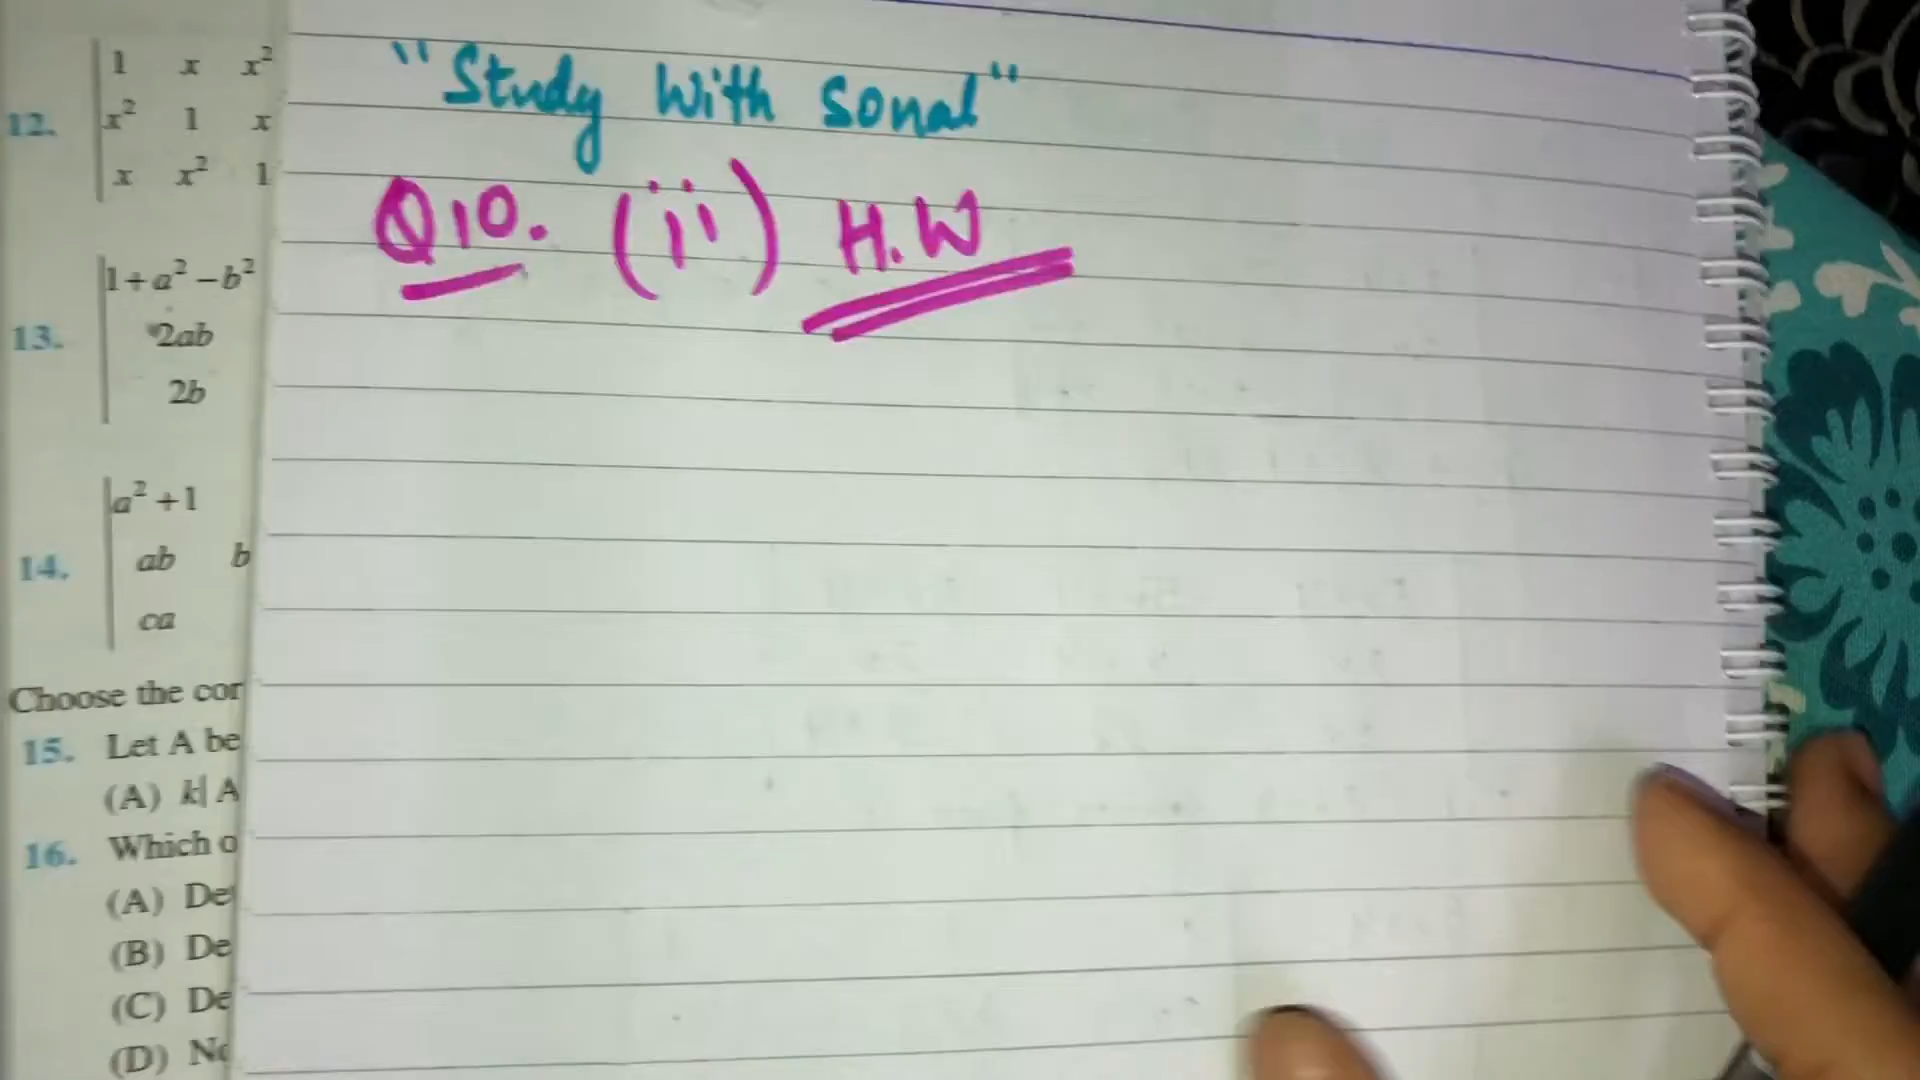 "Study With Sonal"
Q10. (ii) H.W
12. 1 x x²
x² 1 x
x x² 1
13. 1+a²-b²
2ab
2b
14. a²+1
ab b
ca
Choose the cor
15. Let A be
(A) k| A
16. Which o
(A) De
(B) De
(C) De
(D) No